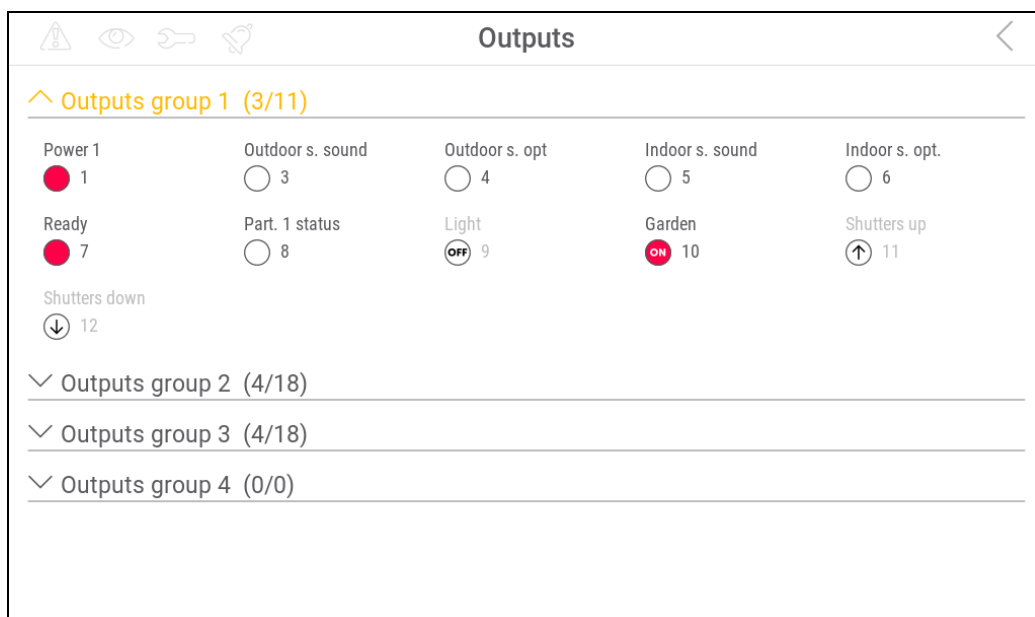 Outputs
Outputs group 1 (3/11)
Power 1 Outdoor s. sound Outdoor s. opt Indoor s. sound Indoor s. opt.
1 3 4 5 6
Ready Part. 1 status Light Garden Shutters up
7 8 OFF 9 ON 10 11
Shutters down
12
Outputs group 2 (4/18)
Outputs group 3 (4/18)
Outputs group 4 (0/0)